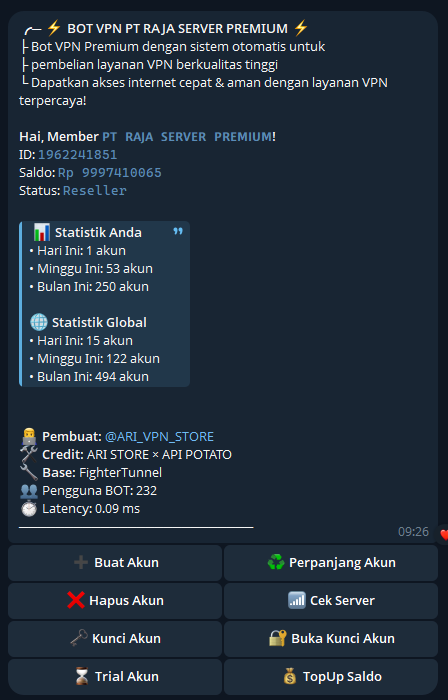 ╭─ ⚡ BOT VPN PT RAJA SERVER PREMIUM ⚡
├ Bot VPN Premium dengan sistem otomatis untuk
├ pembelian layanan VPN berkualitas tinggi
└ Dapatkan akses internet cepat & aman dengan layanan VPN
terpercaya!
Hai, Member PT RAJA SERVER PREMIUM!
ID: 1962241851
Saldo: Rp 9997410065
Status: Reseller
📊 Statistik Anda
• Hari Ini: 1 akun
• Minggu Ini: 53 akun
• Bulan Ini: 250 akun
🌐 Statistik Global
• Hari Ini: 15 akun
• Minggu Ini: 122 akun
• Bulan Ini: 494 akun
👨‍💻 Pembuat: @ARI_VPN_STORE
🛠 Credit: ARI STORE × API POTATO
🔧 Base: FighterTunnel
👥 Pengguna BOT: 232
⏱ Latency: 0.09 ms
09:26
➕ Buat Akun
♻️ Perpanjang Akun
❌ Hapus Akun
📶 Cek Server
🗝 Kunci Akun
🔐 Buka Kunci Akun
⌛ Trial Akun
💰 TopUp Saldo